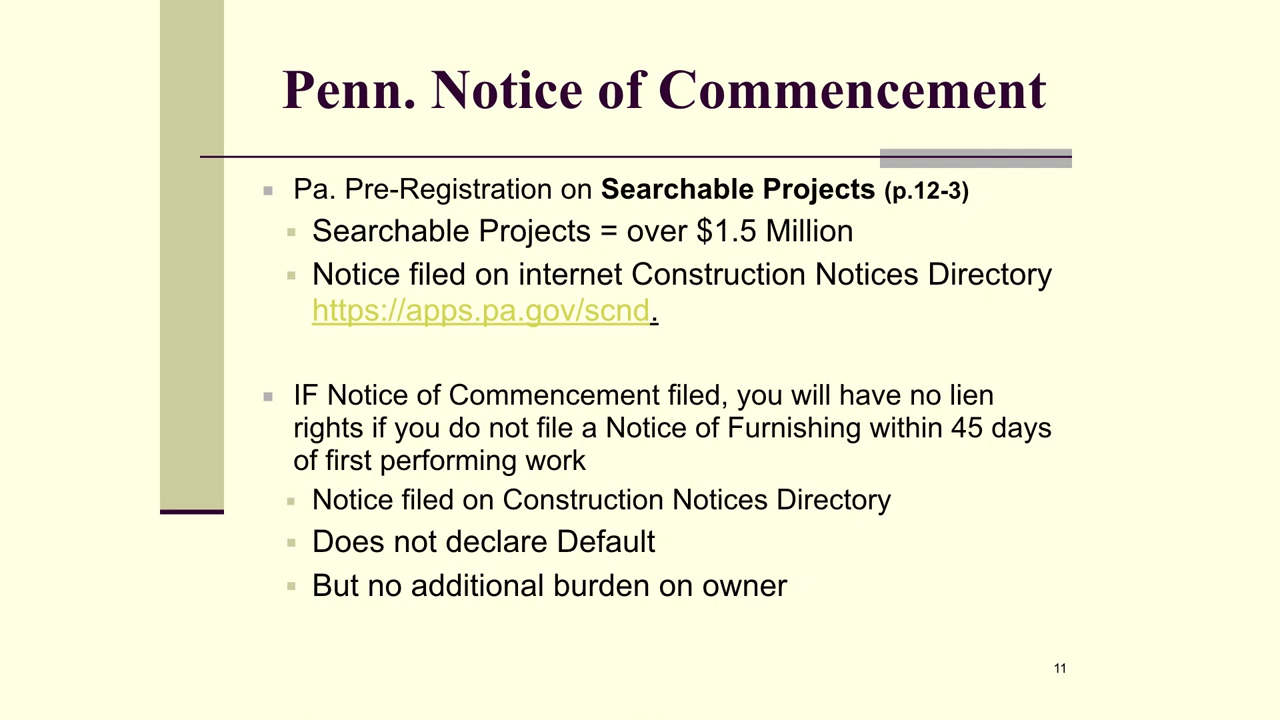 Penn. Notice of Commencement
Pa. Pre-Registration on Searchable Projects (p.12-3)
Searchable Projects = over $1.5 Million
Notice filed on internet Construction Notices Directory
https://apps.pa.gov/scnd.
IF Notice of Commencement filed, you will have no lien
rights if you do not file a Notice of Furnishing within 45 days
of first performing work
Notice filed on Construction Notices Directory
Does not declare Default
But no additional burden on owner
11